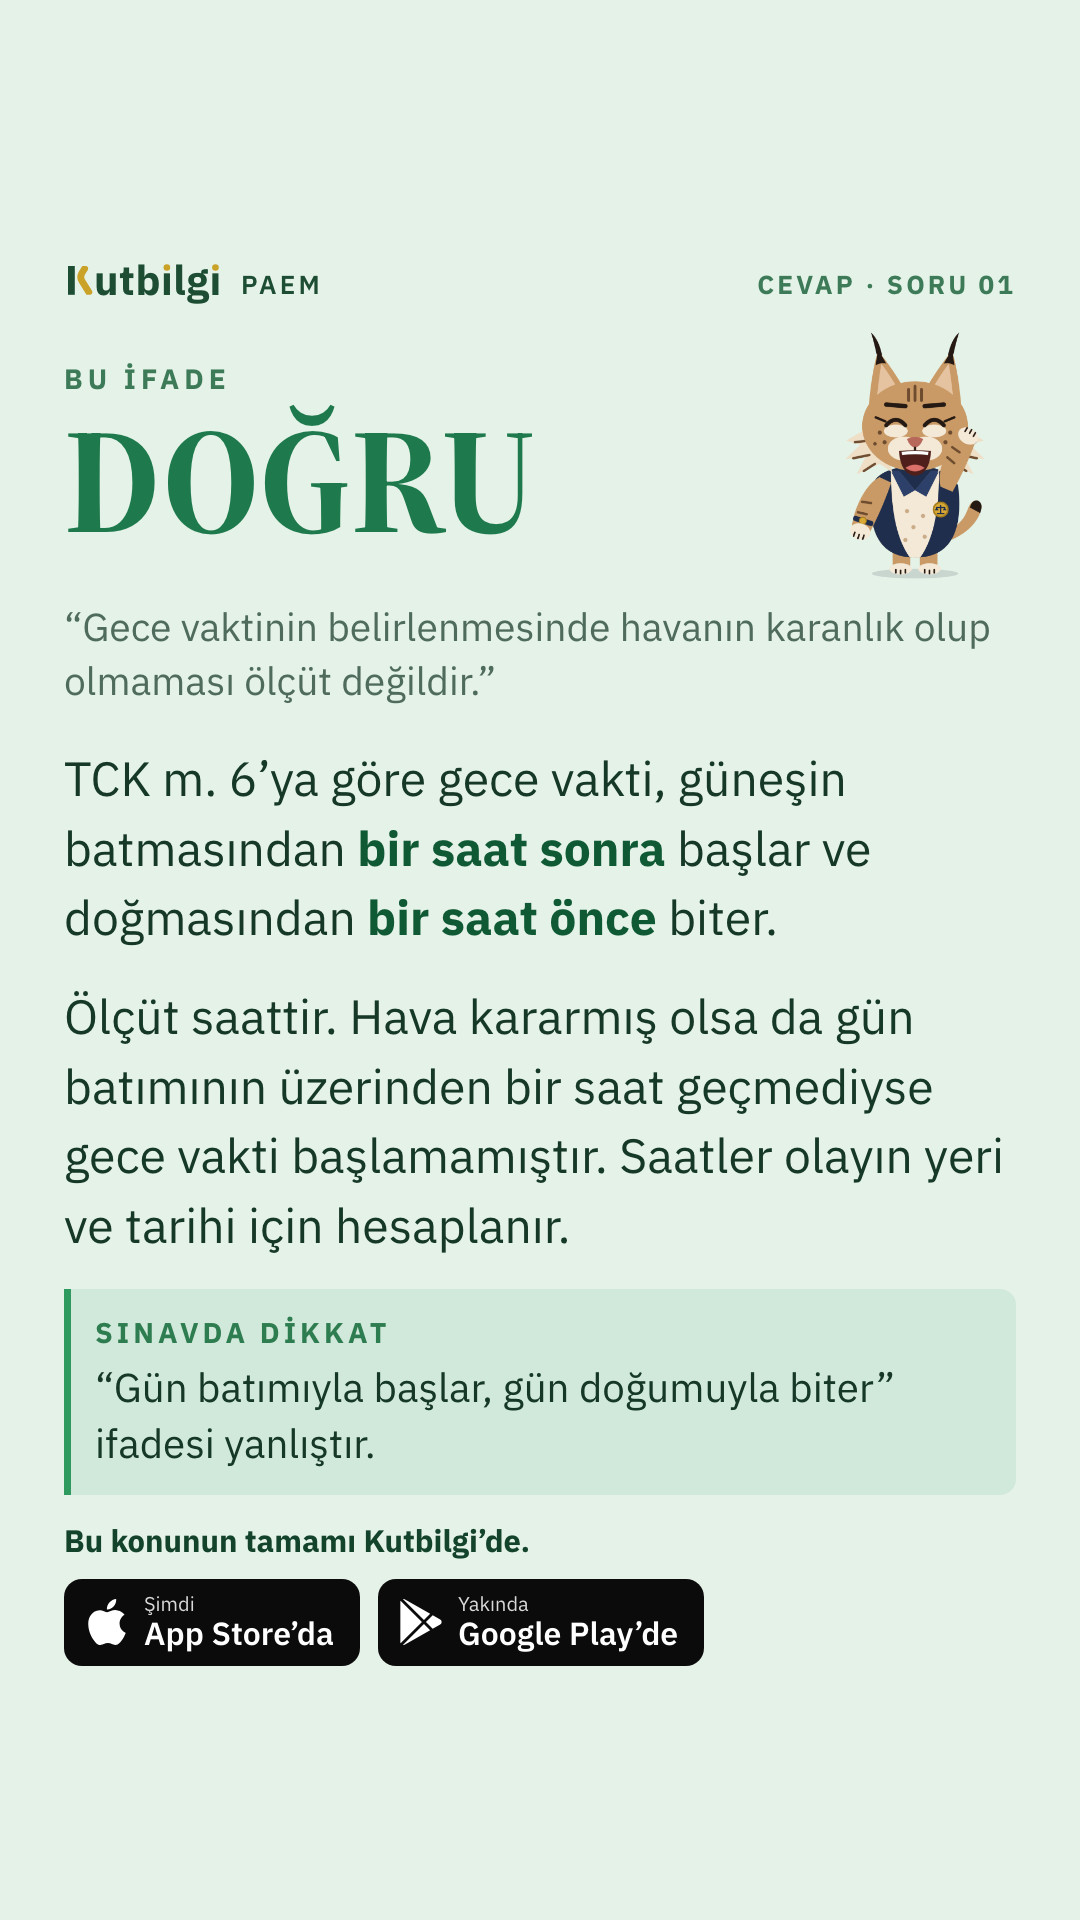 Kutbilgi PAEM
CEVAP · SORU 01
BU İFADE
DOĞRU
“Gece vaktinin belirlenmesinde havanın karanlık olup
olmaması ölçüt değildir.”
TCK m. 6’ya göre gece vakti, güneşin
batmasından bir saat sonra başlar ve
doğmasından bir saat önce biter.
Ölçüt saattir. Hava kararmış olsa da gün
batımının üzerinden bir saat geçmediyse
gece vakti başlamamıştır. Saatler olayın yeri
ve tarihi için hesaplanır.
SINAVDA DİKKAT
“Gün batımıyla başlar, gün doğumuyla biter”
ifadesi yanlıştır.
Bu konunun tamamı Kutbilgi’de.
Şimdi
App Store’da
Yakında
Google Play’de